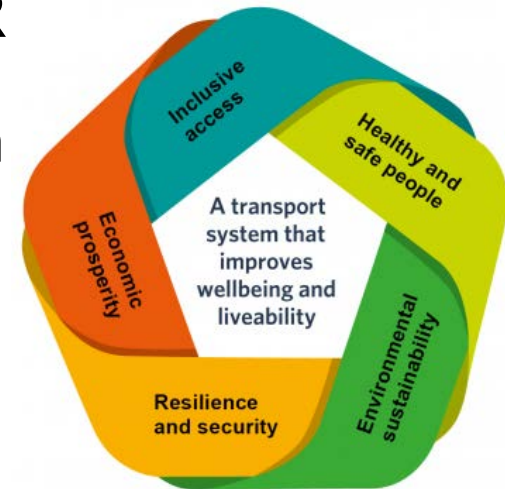 Inclusive
access
Healthy and
safe people
A transport
system that
improves
wellbeing and
liveability
Economic
prosperity
Environmental
sustainability
Resilience
and security